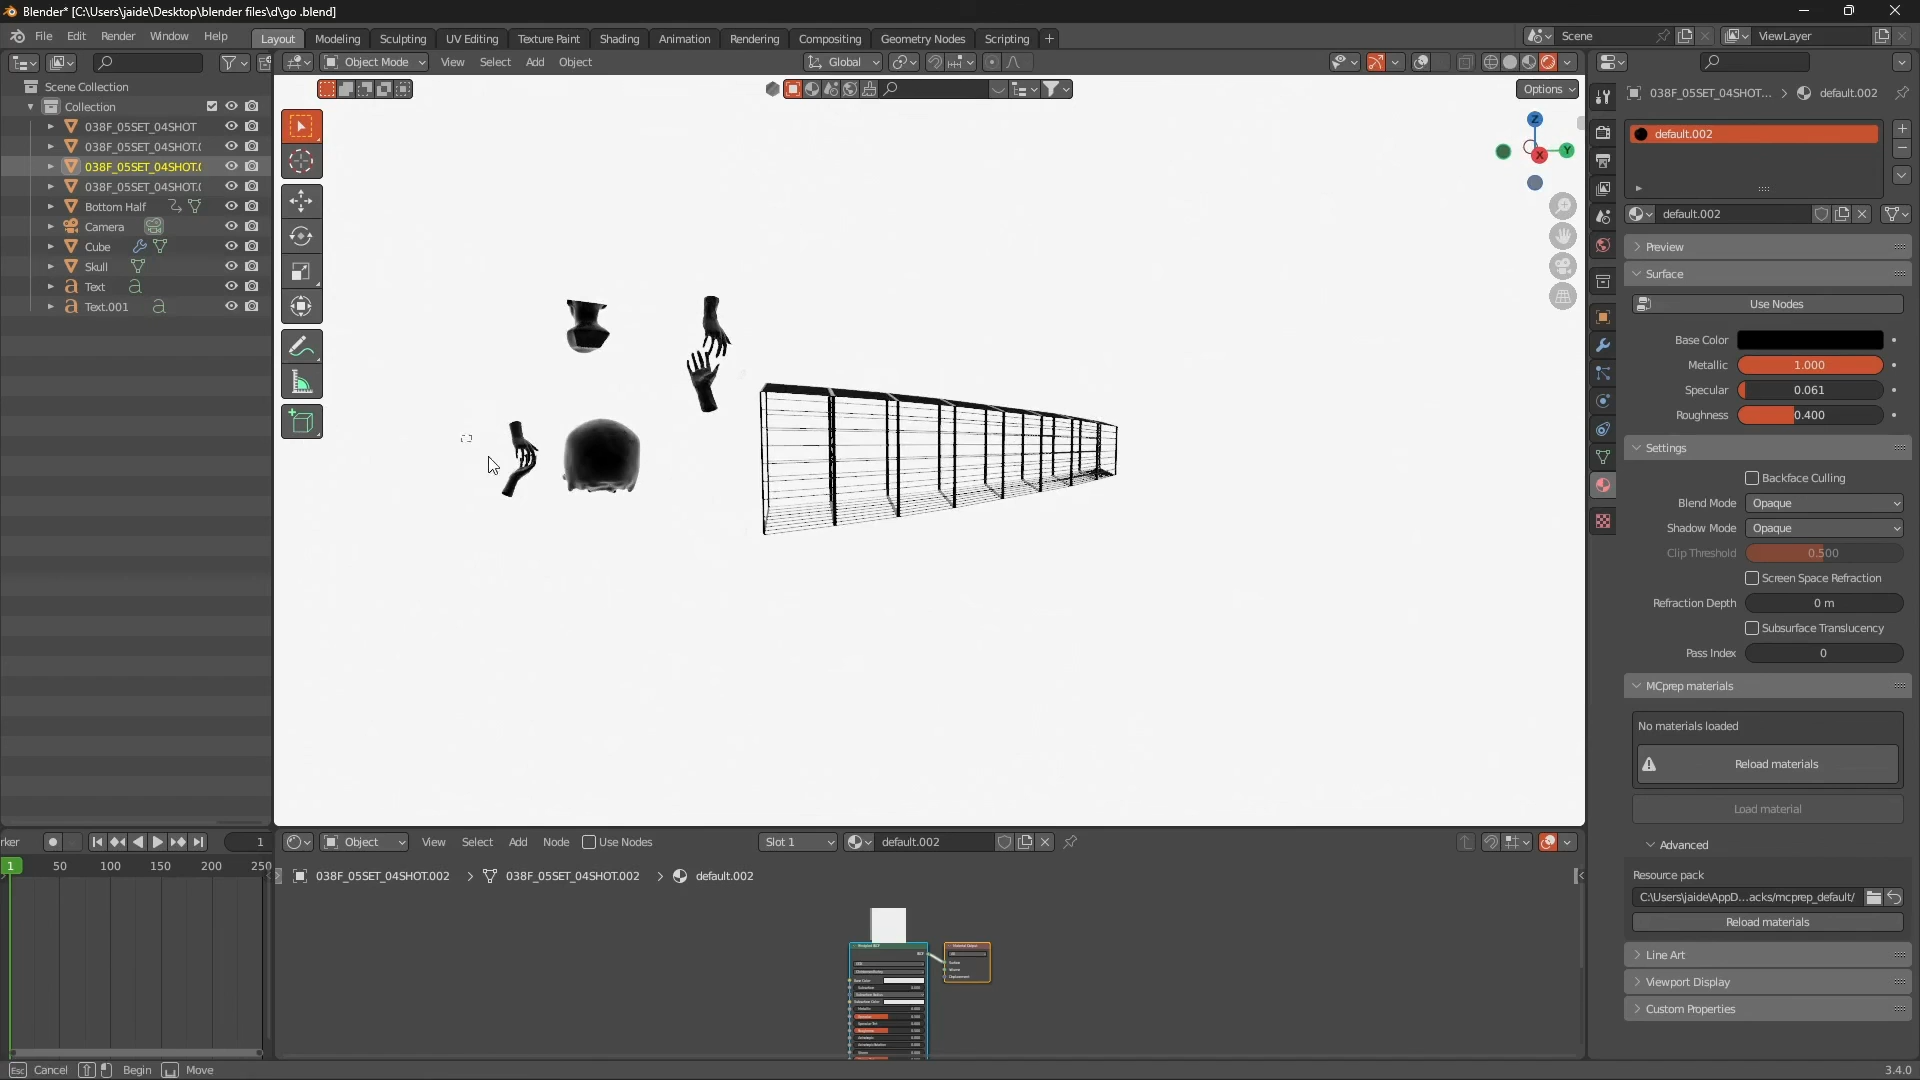 Blender* [C:\Users\jaide\Desktop\blender files\d\go .blend]
File Edit Render Window Help Layout Modeling Sculpting UV Editing Texture Paint Shading Animation Rendering Compositing Geometry Nodes Scripting + Scene ViewLayer
Object Mode View Select Add Object Global
Options
Scene Collection
Collection
038F_05SET_04SHOT
038F_05SET_04SHOT.(
038F_05SET_04SHOT.(
038F_05SET_04SHOT.(
Bottom Half
Camera
Cube
Skull
Text
Text.001
Z
Y
X
038F_05SET_04SHOT... > default.002
default.002
default.002
Preview
Surface
Use Nodes
Base Color
Metallic 1.000
Specular 0.061
Roughness 0.400
Settings
Backface Culling
Blend Mode Opaque
Shadow Mode Opaque
Clip Threshold 0.500
Screen Space Refraction
Refraction Depth 0 m
Subsurface Translucency
Pass Index 0
MCprep materials
No materials loaded
Reload materials
Load material
Advanced
Resource pack
C:\Users\jaide\AppD...acks/mcprep_default/
Reload materials
Line Art
Viewport Display
Custom Properties
rker 1
1 50 100 150 200 250
Object View Select Add Node Use Nodes Slot 1 default.002
038F_05SET_04SHOT.002 > 038F_05SET_04SHOT.002 > default.002
Esc Cancel Begin Move
3.4.0